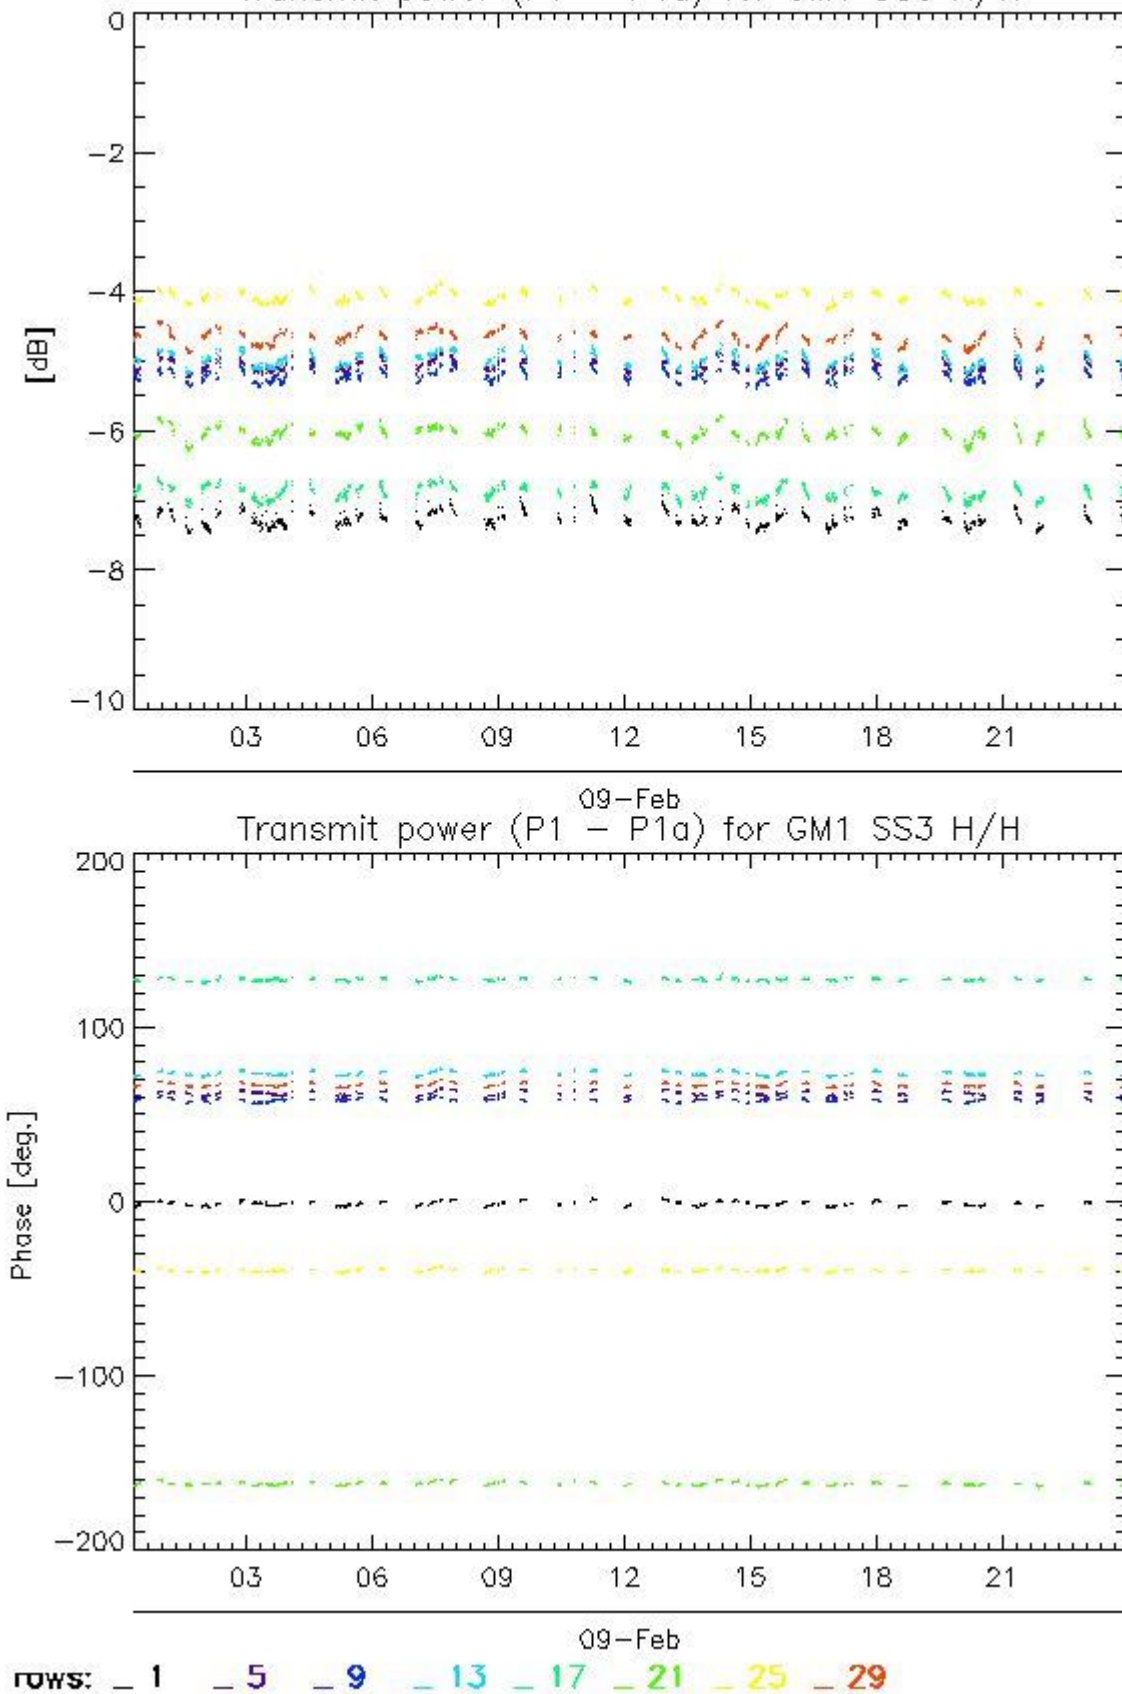 0
−2
−4
[dB]
−6
−8
−10
03 06 09 12 15 18 21
09−Feb
Transmit power (P1 − P1a) for GM1 SS3 H/H
200
100
0
Phase [deg.]
−100
−200
03 06 09 12 15 18 21
09−Feb
rows: _ 1 _ 5 _ 9 _ 13 _ 17 _ 21 _ 25 _ 29